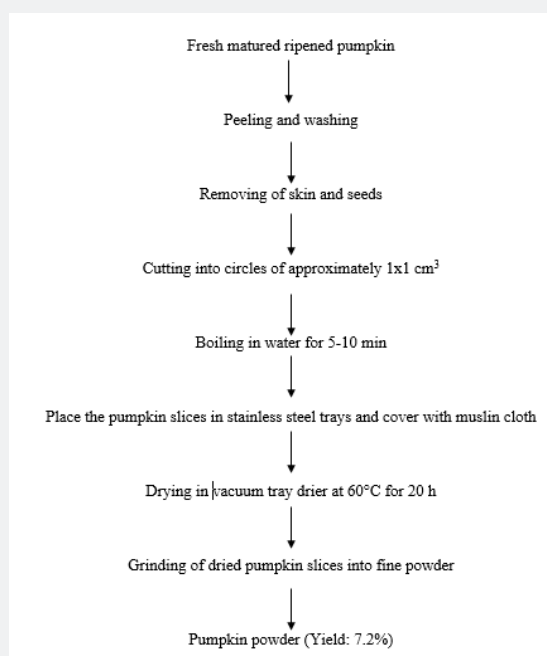 Fresh matured ripened pumpkin
Peeling and washing
Removing of skin and seeds
Cutting into circles of approximately 1x1 cm³
Boiling in water for 5-10 min
Place the pumpkin slices in stainless steel trays and cover with muslin cloth
Drying in vacuum tray drier at 60°C for 20 h
Grinding of dried pumpkin slices into fine powder
Pumpkin powder (Yield: 7.2%)